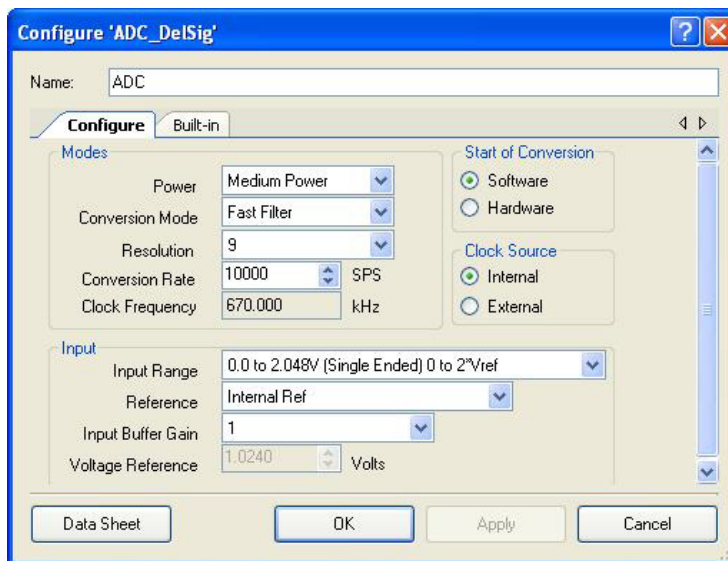 Configure 'ADC_DelSig'
Name: ADC
Configure Built-in
Modes
Power Medium Power
Conversion Mode Fast Filter
Resolution 9
Conversion Rate 10000 SPS
Clock Frequency 670.000 kHz
Start of Conversion
Software
Hardware
Clock Source
Internal
External
Input
Input Range 0.0 to 2.048V (Single Ended) 0 to 2*Vref
Reference Internal Ref
Input Buffer Gain 1
Voltage Reference 1.0240 Volts
Data Sheet OK Apply Cancel